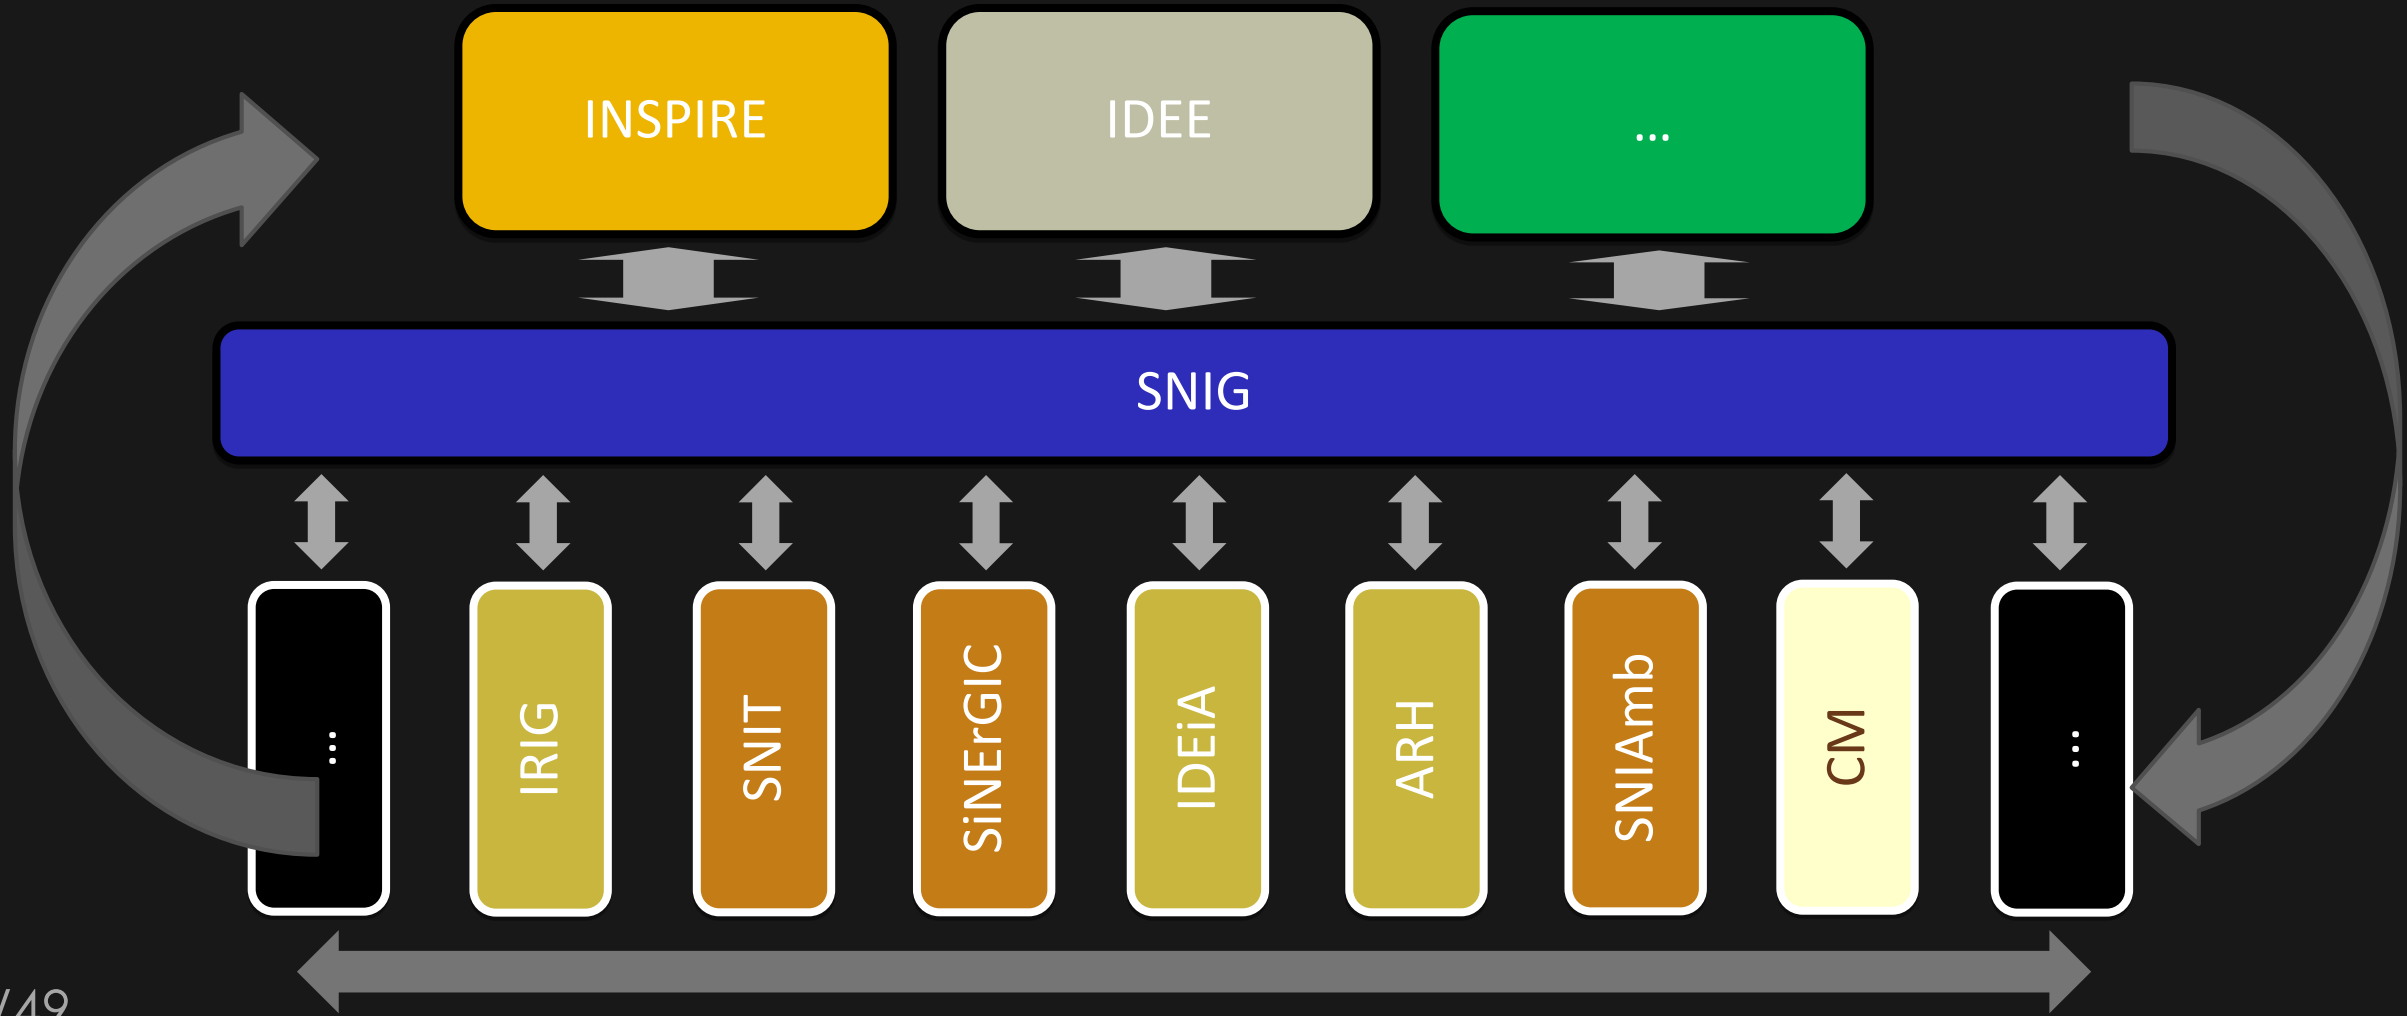 INSPIRE
IDEE
...
SNIG
...
IRIG
SNIT
SiNErGIC
IDEiA
ARH
SNIAmb
CM
...
/49